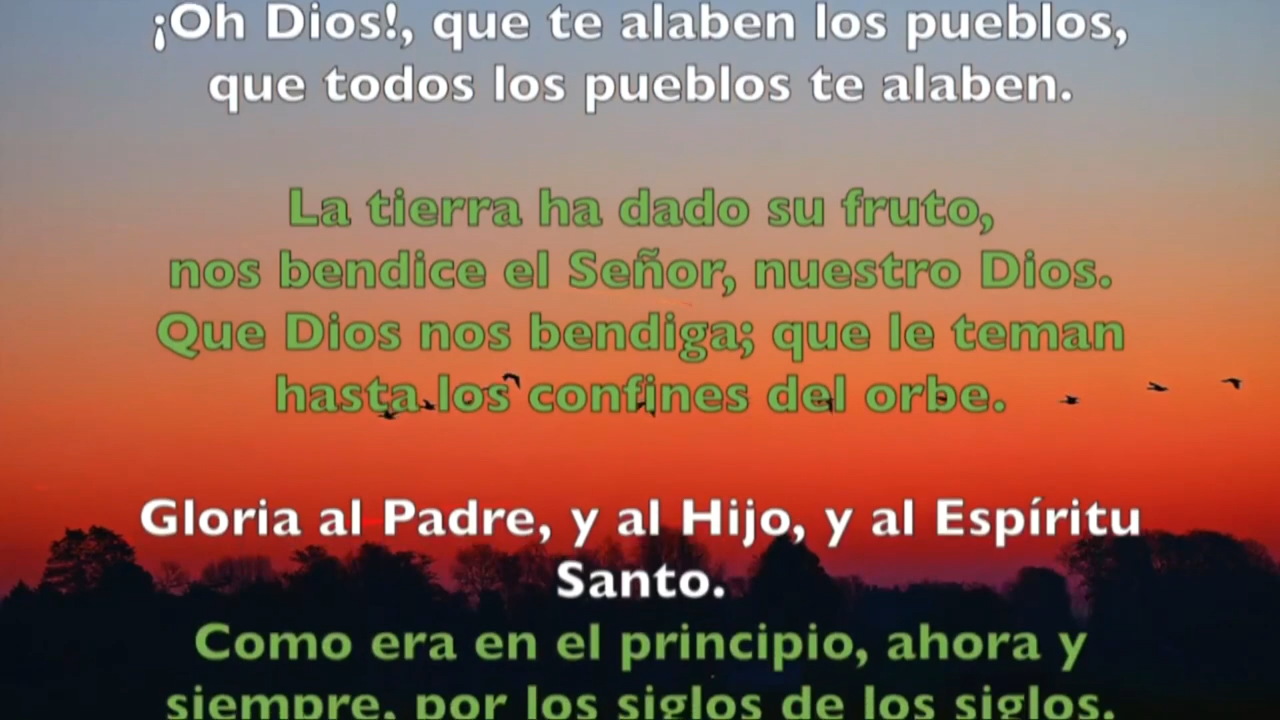 ¡Oh Dios!, que te alaben los pueblos,
que todos los pueblos te alaben.
La tierra ha dado su fruto,
nos bendice el Señor, nuestro Dios.
Que Dios nos bendiga; que le teman
hasta los confines del orbe.
Gloria al Padre, y al Hijo, y al Espíritu
Santo.
Como era en el principio, ahora y
siempre, por los siglos de los siglos.